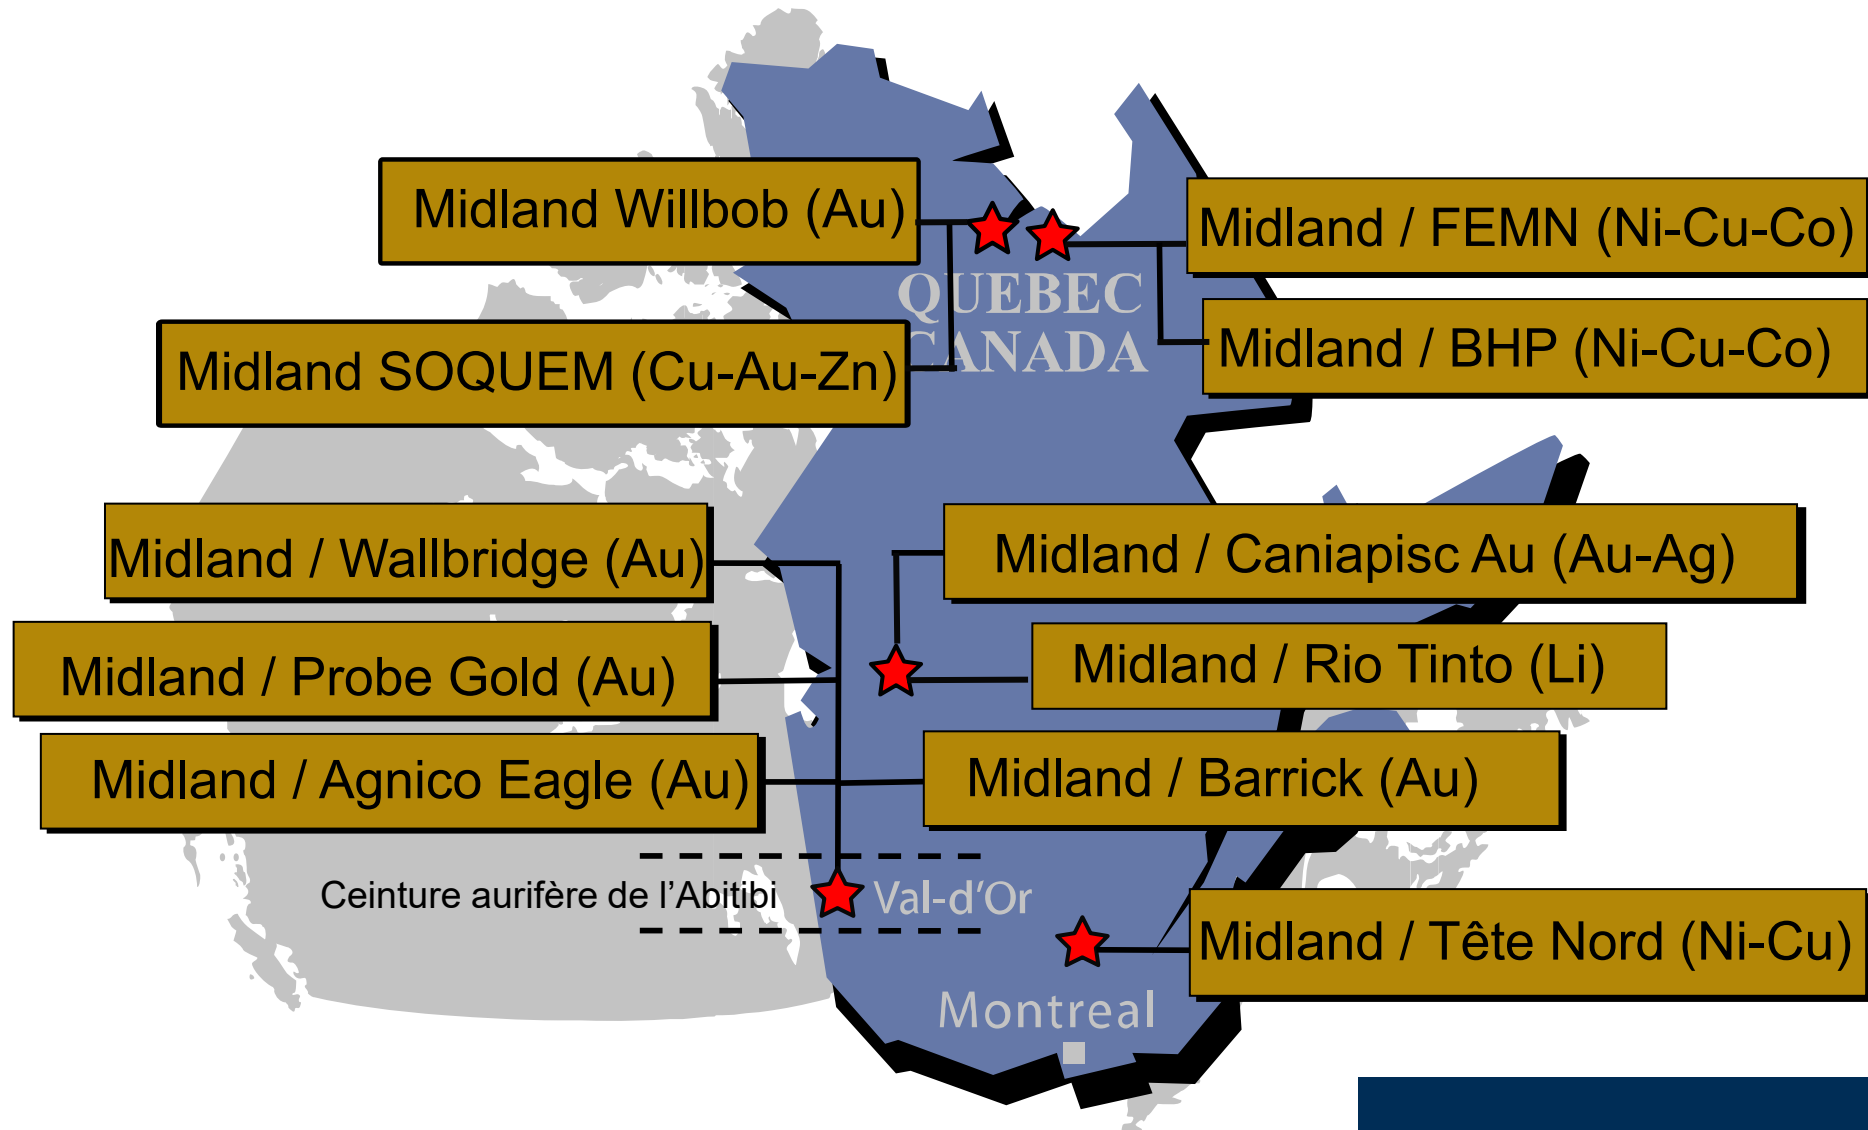 Midland Willbob (Au)
Midland / FEMN (Ni-Cu-Co)
QUEBEC
CANADA
Midland / BHP (Ni-Cu-Co)
Midland SOQUEM (Cu-Au-Zn)
Midland / Wallbridge (Au)
Midland / Caniapisc Au (Au-Ag)
Midland / Probe Gold (Au)
Midland / Rio Tinto (Li)
Midland / Agnico Eagle (Au)
Midland / Barrick (Au)
Ceinture aurifère de l’Abitibi
Val-d’Or
Midland / Tête Nord (Ni-Cu)
Montreal